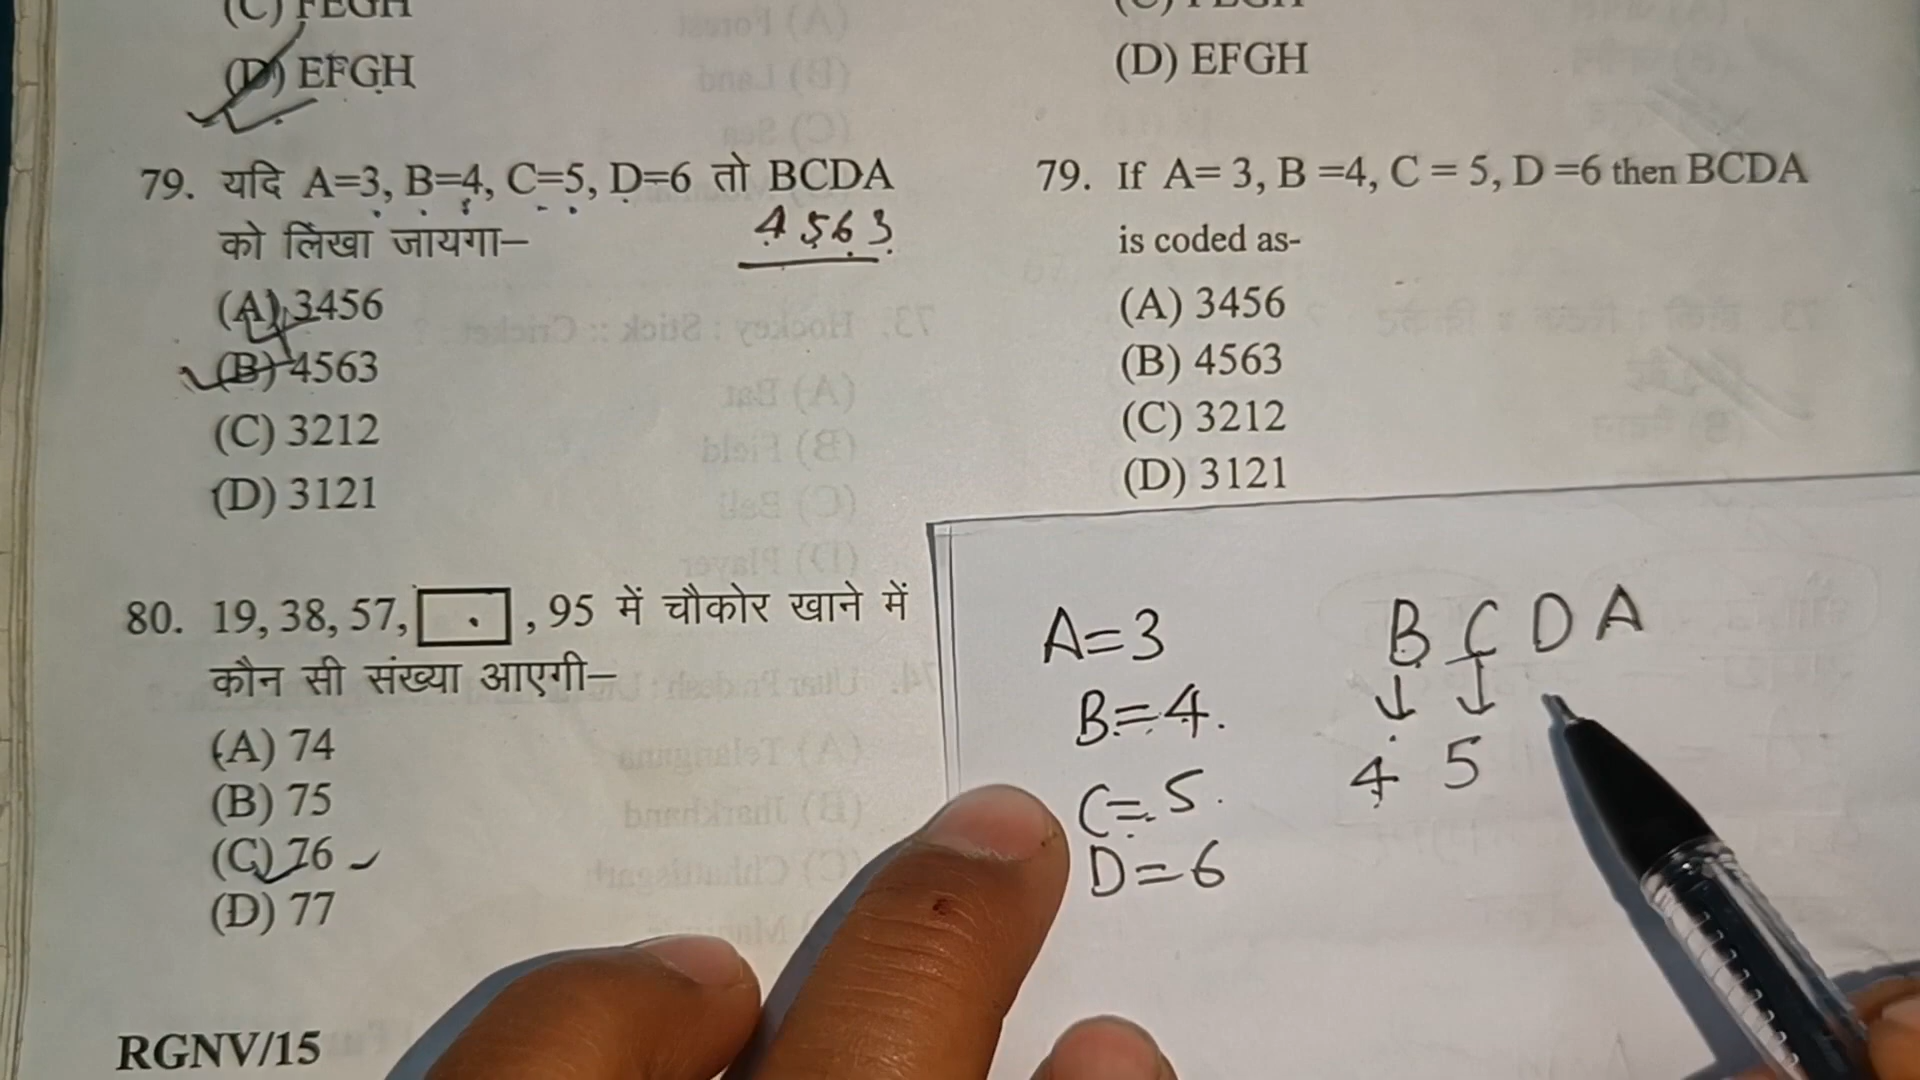 (C) FEGH
(D) EFGH
79. यदि A=3, B=4, C=5, D=6 तो BCDA
को लिखा जायगा–
4563
(A) 3456
(B) 4563
(C) 3212
(D) 3121
80. 19, 38, 57, , 95 में चौकोर खाने में
कौन सी संख्या आएगी–
(A) 74
(B) 75
(C) 76
(D) 77
RGNV/15
(D) EFGH
79. If A= 3, B =4, C = 5, D =6 then BCDA
is coded as-
(A) 3456
(B) 4563
(C) 3212
(D) 3121
A=3
B=4.
C=5.
D=6
B C D A
↓ ↓
4 5